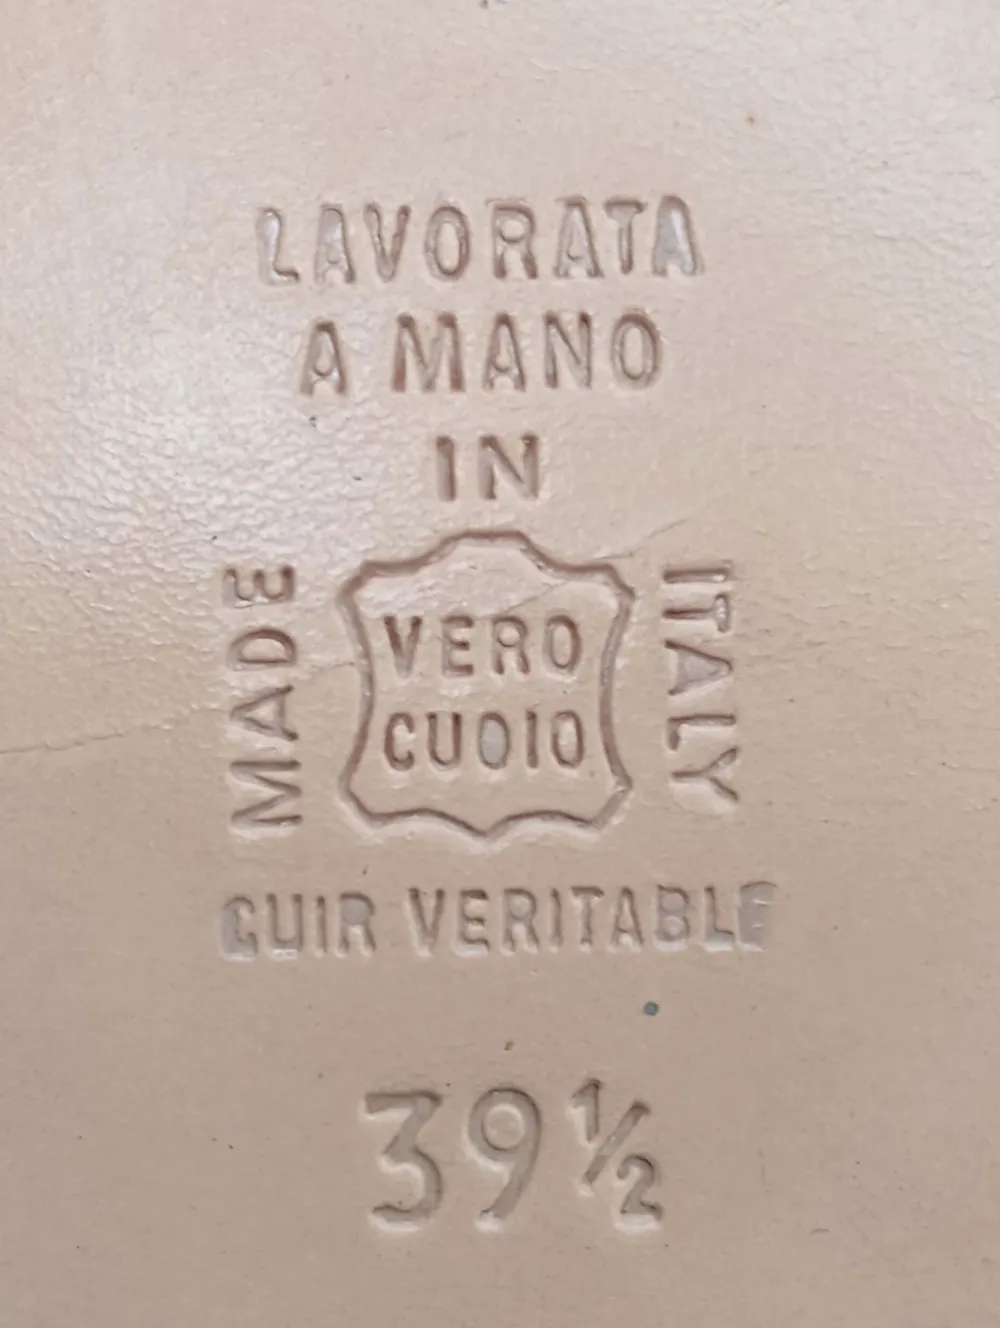 LAVORATA
A MANO
IN
MADE
VERO
CUOIO
ITALY
CUIR VERITABLE
39½